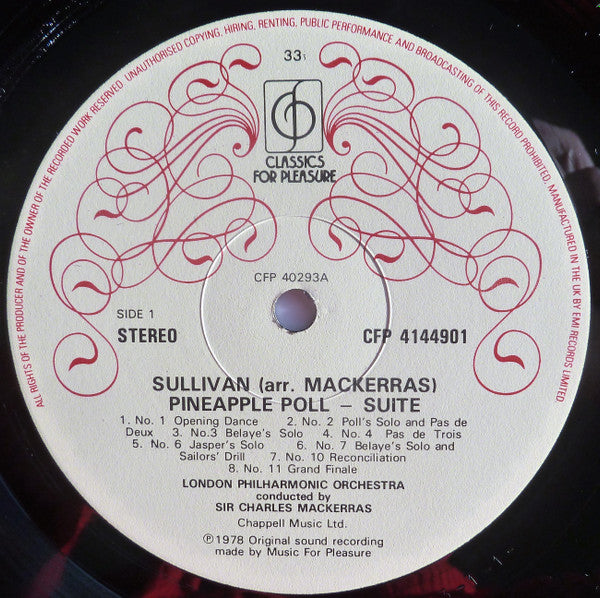 ALL RIGHTS OF THE PRODUCER AND OF THE OWNER OF THE RECORDED WORK RESERVED. UNAUTHORISED COPYING, HIRING, RENTING, PUBLIC PERFORMANCE AND BROADCASTING OF THIS RECORD PROHIBITED. MANUFACTURED IN THE UK BY EMI RECORDS LIMITED
33⅓
CLASSICS
FOR PLEASURE
CFP 40293A
SIDE 1
STEREO CFP 4144901
SULLIVAN (arr. MACKERRAS)
PINEAPPLE POLL – SUITE
1. No. 1 Opening Dance 2. No. 2 Poll's Solo and Pas de
Deux 3. No.3 Belaye's Solo 4. No. 4 Pas de Trois
5. No. 6 Jasper's Solo 6. No. 7 Belaye's Solo and
Sailors' Drill 7. No. 10 Reconciliation
8. No. 11 Grand Finale
LONDON PHILHARMONIC ORCHESTRA
conducted by
SIR CHARLES MACKERRAS
Chappell Music Ltd.
Ⓟ1978 Original sound recording
made by Music For Pleasure